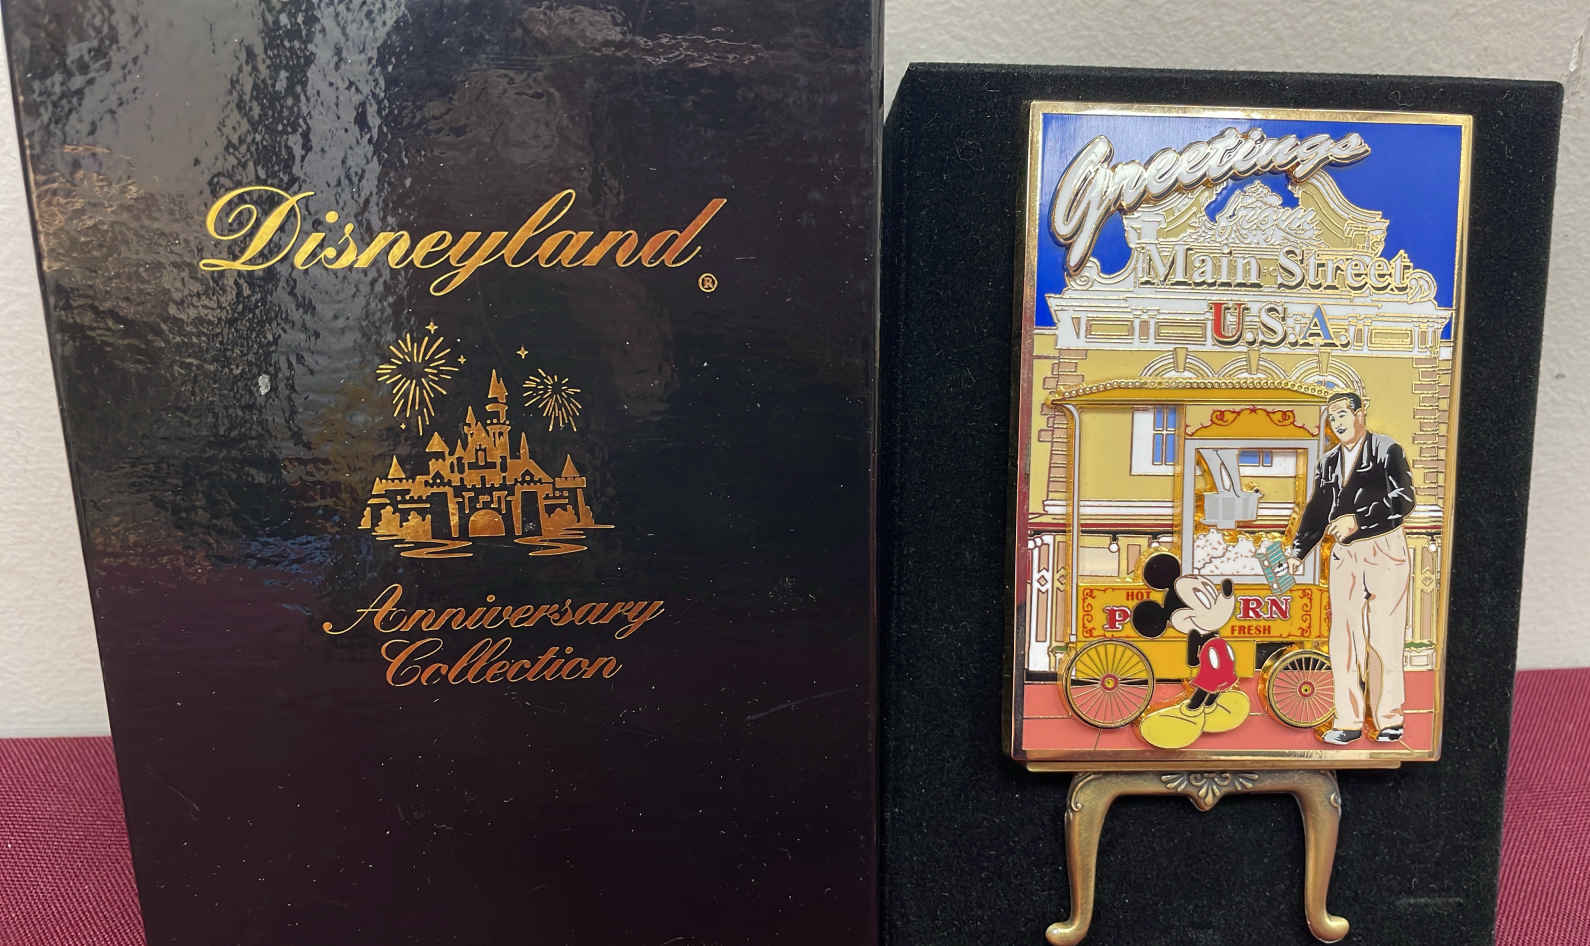 Disneyland®
Anniversary
Collection
Greetings
from
Main Street,
U.S.A.
HOT
P RN
FRESH